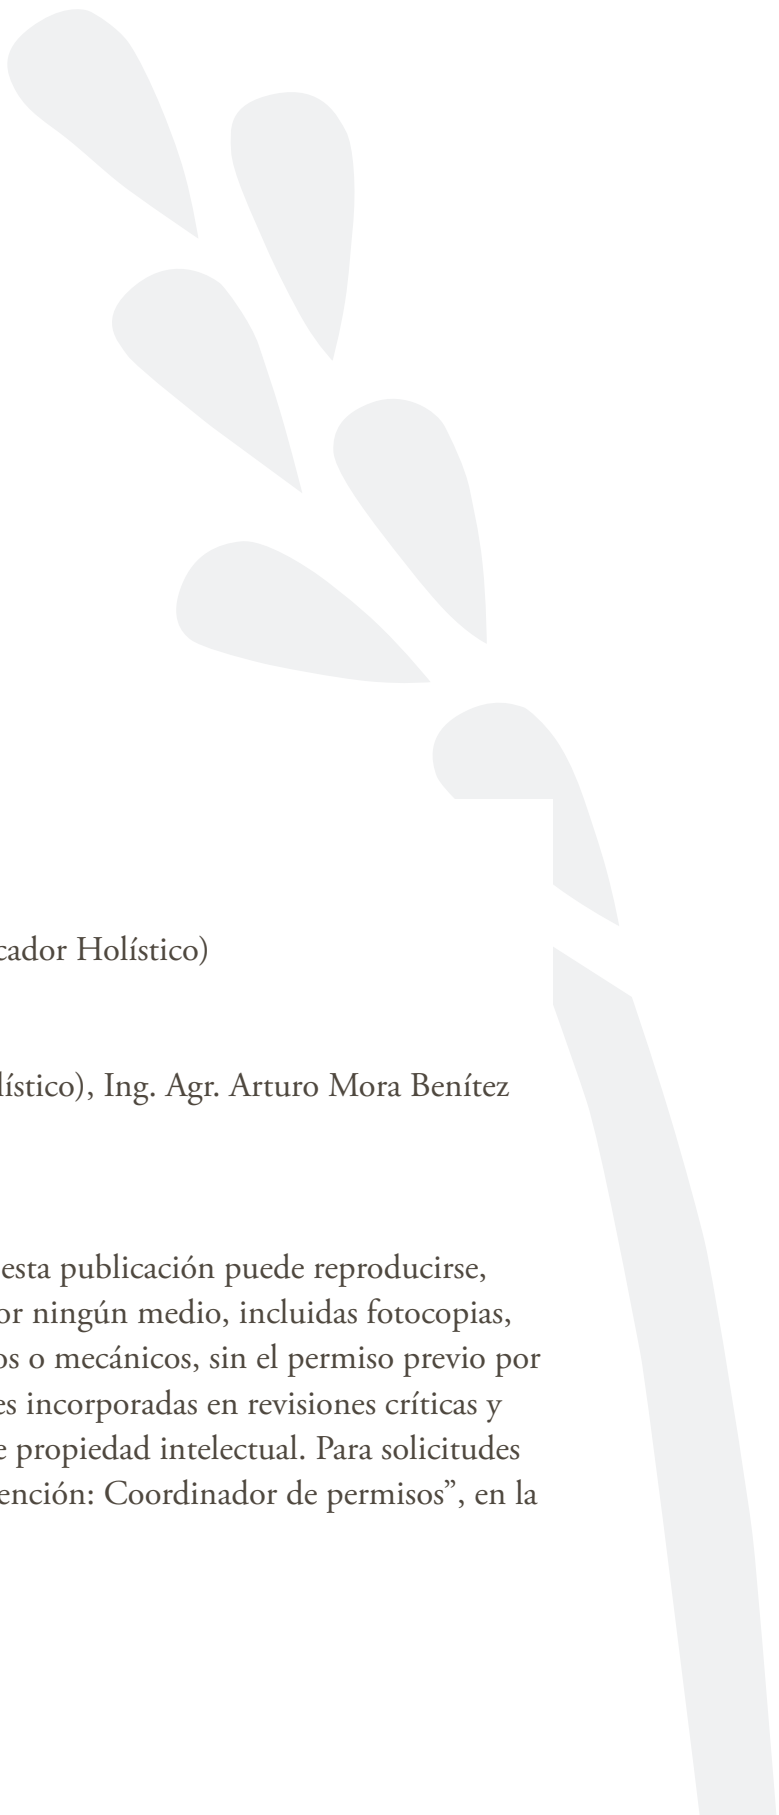 cador Holístico)
lístico), Ing. Agr. Arturo Mora Benítez
esta publicación puede reproducirse,
or ningún medio, incluidas fotocopias,
os o mecánicos, sin el permiso previo por
es incorporadas en revisiones críticas y
e propiedad intelectual. Para solicitudes
ención: Coordinador de permisos”, en la